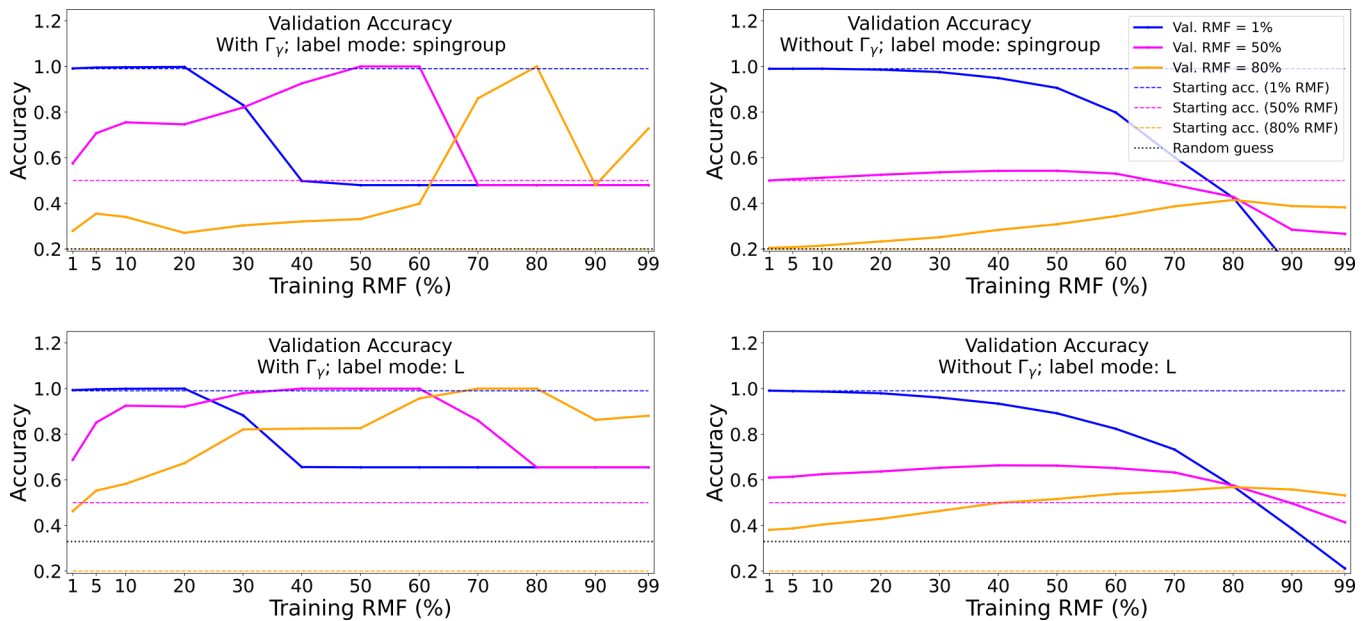 Validation Accuracy
With Γγ; label mode: spingroup
Accuracy
1.2
1.0
0.8
0.6
0.4
0.2
1 5 10 20 30 40 50 60 70 80 90 99
Training RMF (%)
Validation Accuracy
Without Γγ; label mode: spingroup
Val. RMF = 1%
Val. RMF = 50%
Val. RMF = 80%
Starting acc. (1% RMF)
Starting acc. (50% RMF)
Starting acc. (80% RMF)
Random guess
Accuracy
1.2
1.0
0.8
0.6
0.4
0.2
1 5 10 20 30 40 50 60 70 80 90 99
Training RMF (%)
Validation Accuracy
With Γγ; label mode: L
Accuracy
1.2
1.0
0.8
0.6
0.4
0.2
1 5 10 20 30 40 50 60 70 80 90 99
Training RMF (%)
Validation Accuracy
Without Γγ; label mode: L
Accuracy
1.2
1.0
0.8
0.6
0.4
0.2
1 5 10 20 30 40 50 60 70 80 90 99
Training RMF (%)